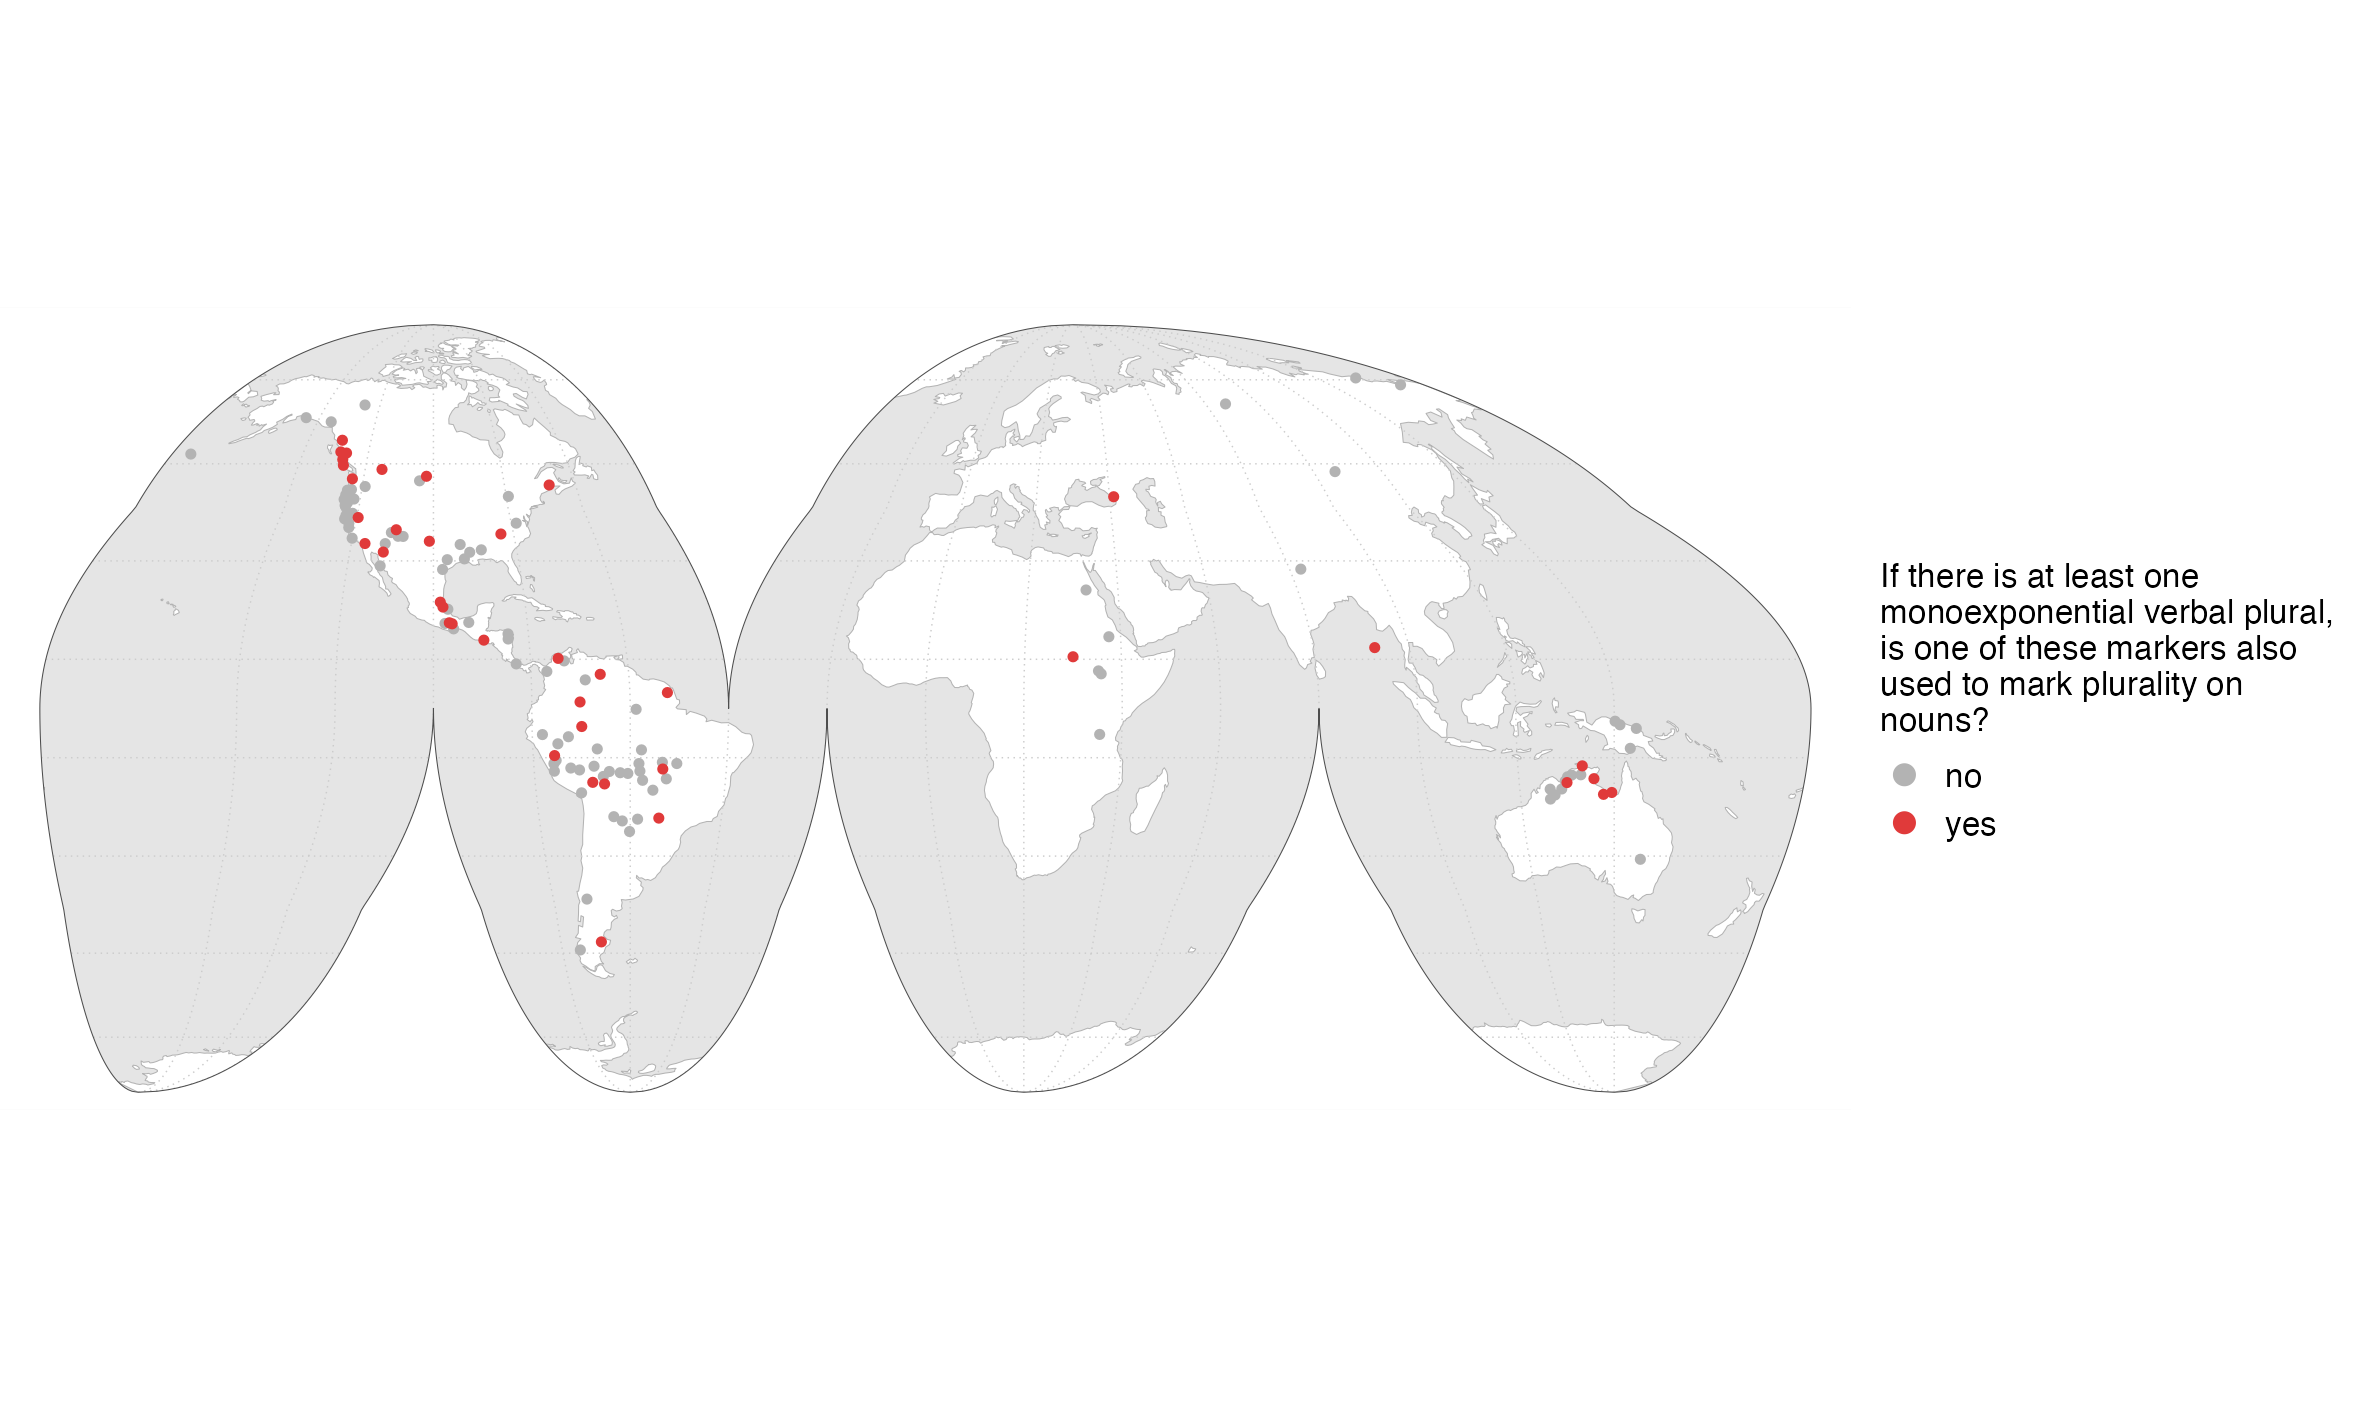 If there is at least one
monoexponential verbal plural,
is one of these markers also
used to mark plurality on
nouns?
no
yes